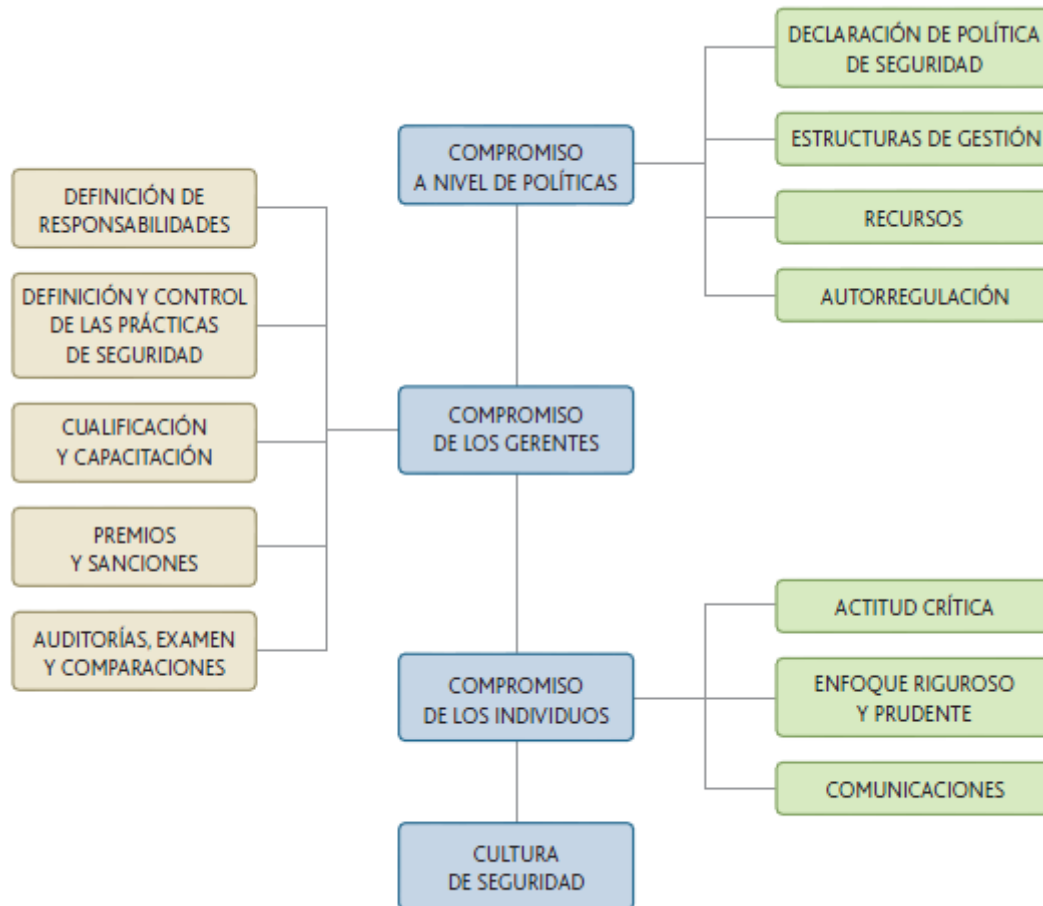 DECLARACIÓN DE POLÍTICA
DE SEGURIDAD
COMPROMISO
A NIVEL DE POLÍTICAS
ESTRUCTURAS DE GESTIÓN
RECURSOS
AUTORREGULACIÓN
DEFINICIÓN DE
RESPONSABILIDADES
DEFINICIÓN Y CONTROL
DE LAS PRÁCTICAS
DE SEGURIDAD
CUALIFICACIÓN
Y CAPACITACIÓN
PREMIOS
Y SANCIONES
AUDITORÍAS, EXAMEN
Y COMPARACIONES
COMPROMISO
DE LOS GERENTES
COMPROMISO
DE LOS INDIVIDUOS
ACTITUD CRÍTICA
ENFOQUE RIGUROSO
Y PRUDENTE
COMUNICACIONES
CULTURA
DE SEGURIDAD